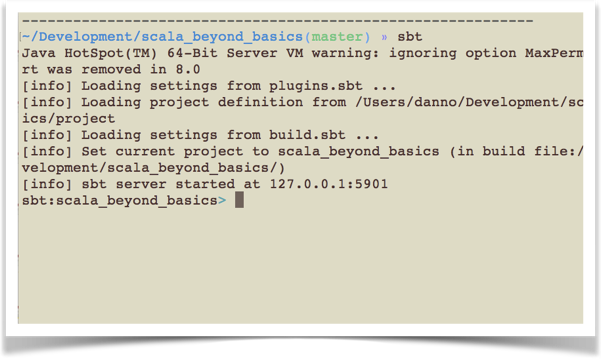 ----------------------------------------------------
~/Development/scala_beyond_basics(master) » sbt
Java HotSpot(TM) 64-Bit Server VM warning: ignoring option MaxPerm
rt was removed in 8.0
[info] Loading settings from plugins.sbt ...
[info] Loading project definition from /Users/danno/Development/sc
ics/project
[info] Loading settings from build.sbt ...
[info] Set current project to scala_beyond_basics (in build file:/
velopment/scala_beyond_basics/)
[info] sbt server started at 127.0.0.1:5901
sbt:scala_beyond_basics>